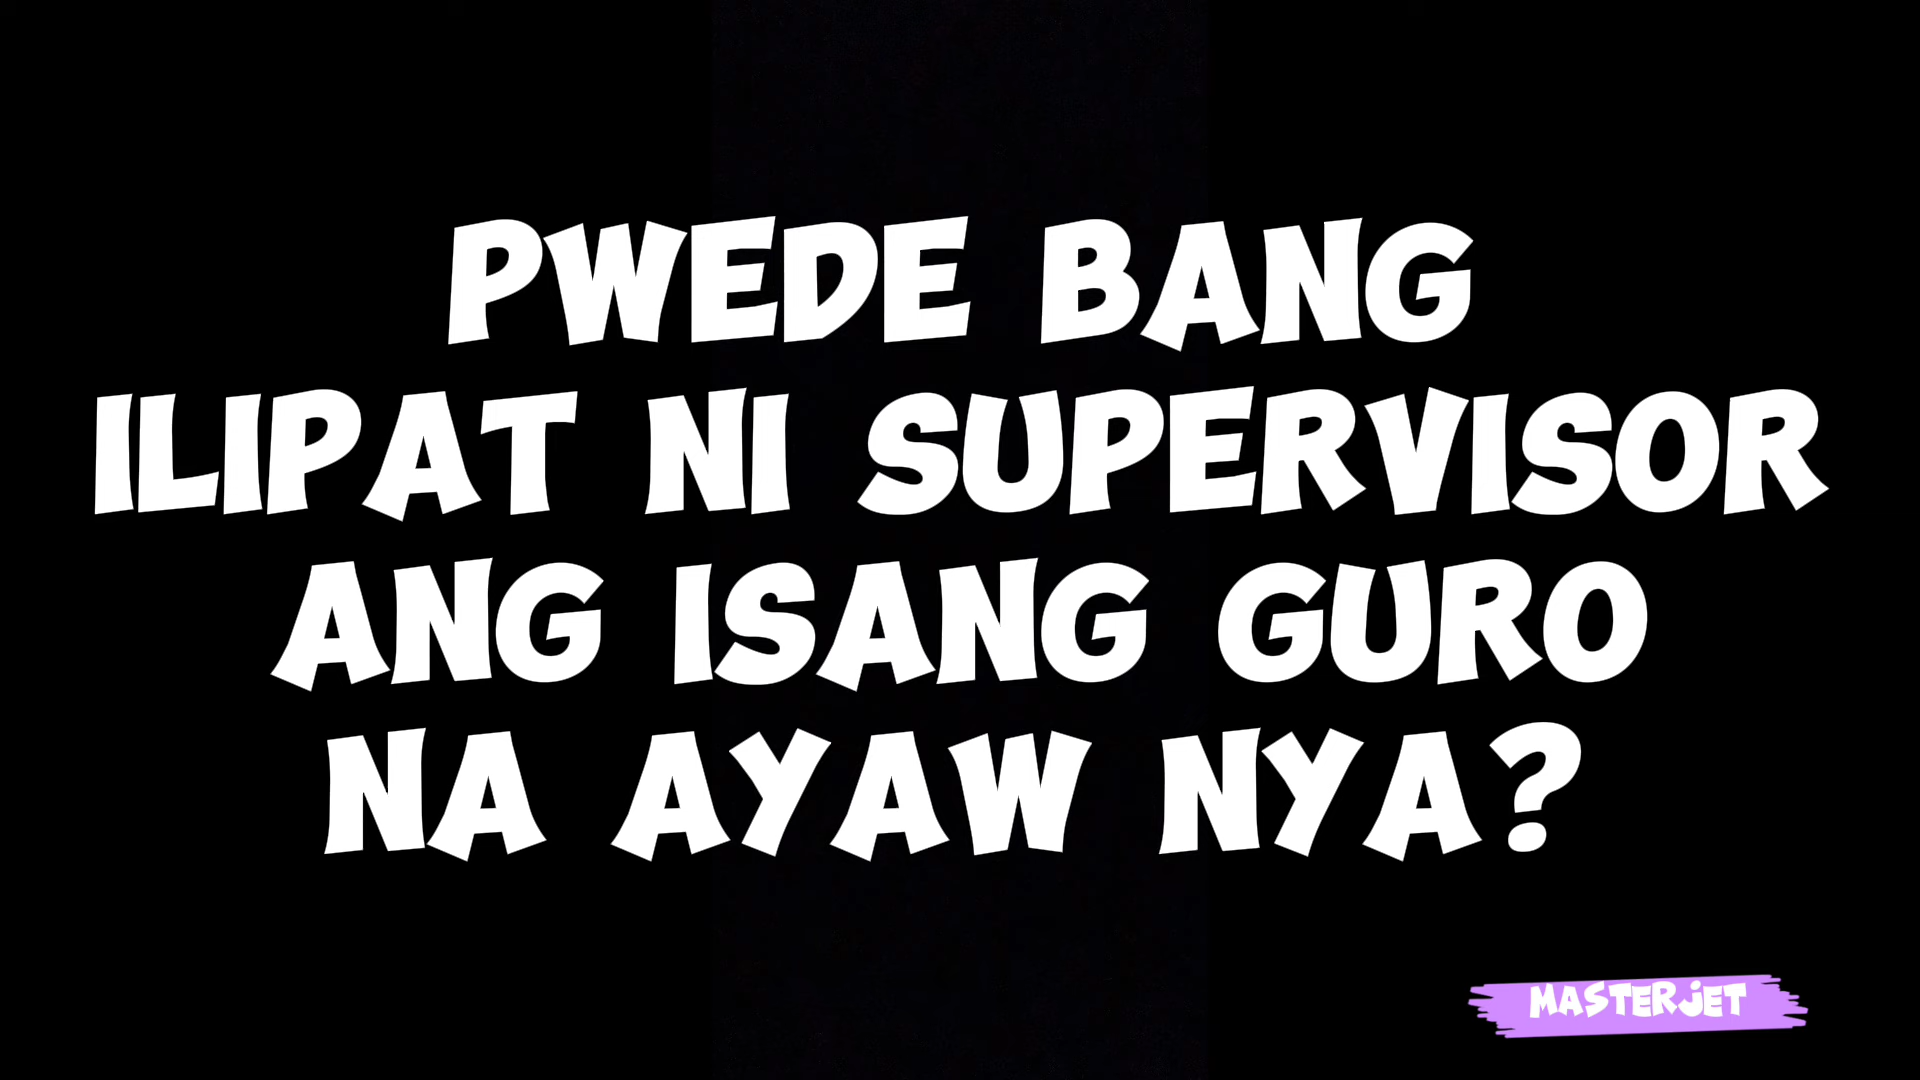 PWEDE BANG
ILIPAT NI SUPERVISOR
ANG ISANG GURO
NA AYAW NYA?
MASTERJET